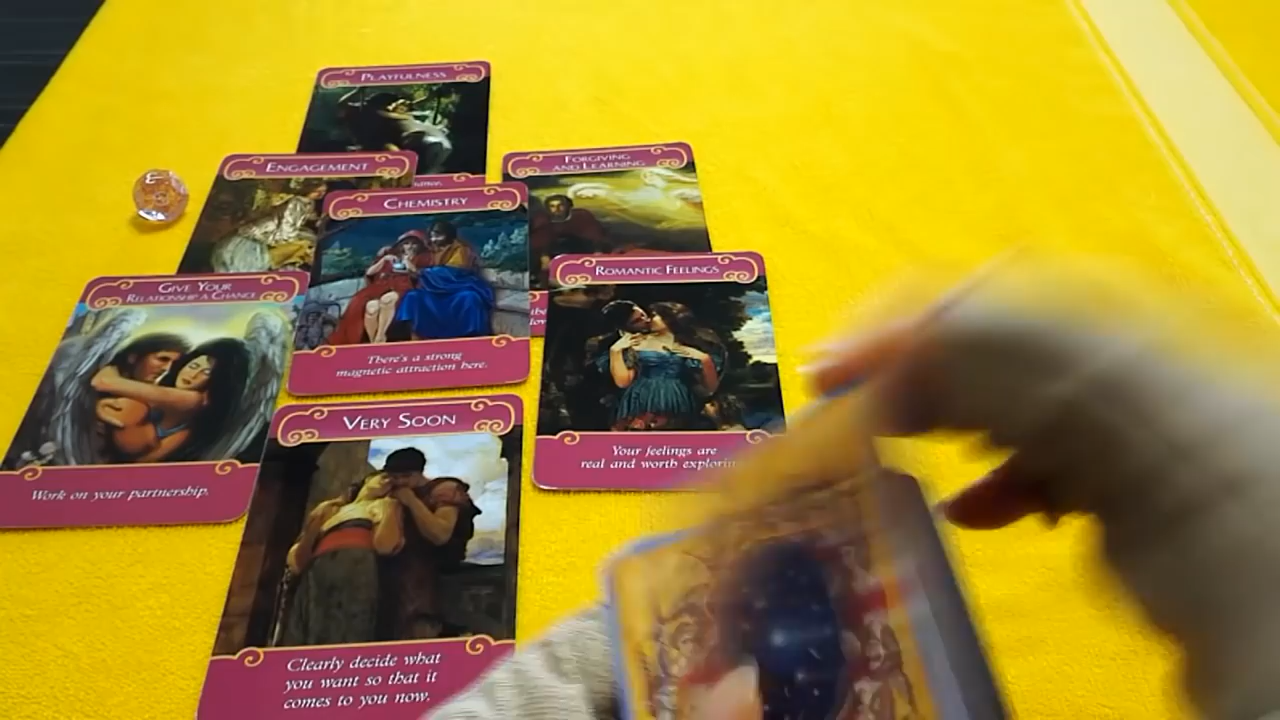 PLAYFULNESS
ENGAGEMENT
FORGIVING
AND LEARNING
CHEMISTRY
There's a strong
magnetic attraction here.
ROMANTIC FEELINGS
Your feelings are
real and worth
GIVE YOUR
RELATIONSHIP A CHANCE
Work on your partnership.
VERY SOON
Clearly decide what
you want so that it
comes to you now.